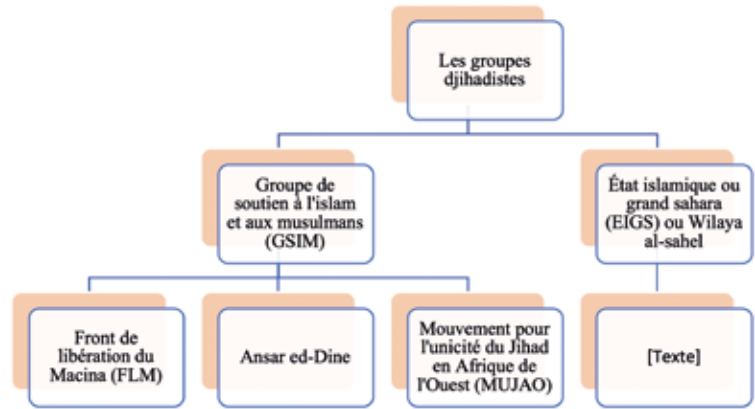 Les groupes
djihadistes
Groupe de
soutien à l'islam
et aux musulmans
(GSIM)
État islamique ou
grand sahara
(EIGS) ou Wilaya
al-sahel
Front de
libération du
Macina (FLM)
Ansar ed-Dine
Mouvement pour
l'unicité du Jihad
en Afrique de
l'Ouest (MUJAO)
[Texte]